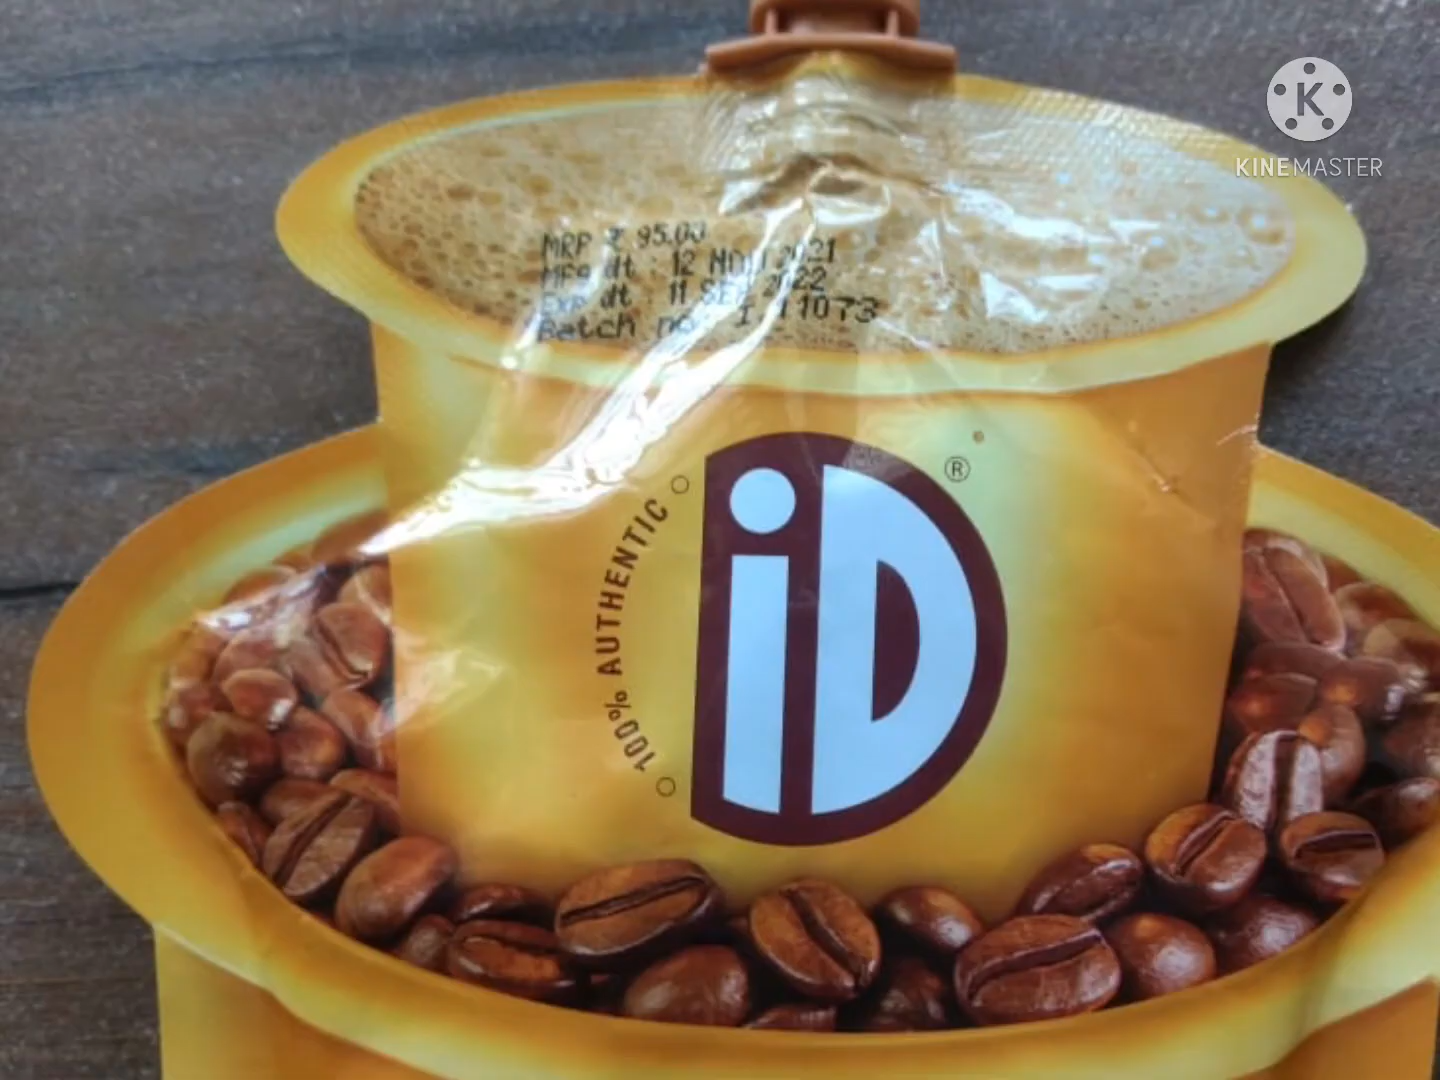 KINEMASTER
MRP ₹ 95.00
Mfg dt : 12 NOV 2021
Exp dt : 11 SEP 2022
Batch no
iD ®
100% AUTHENTIC